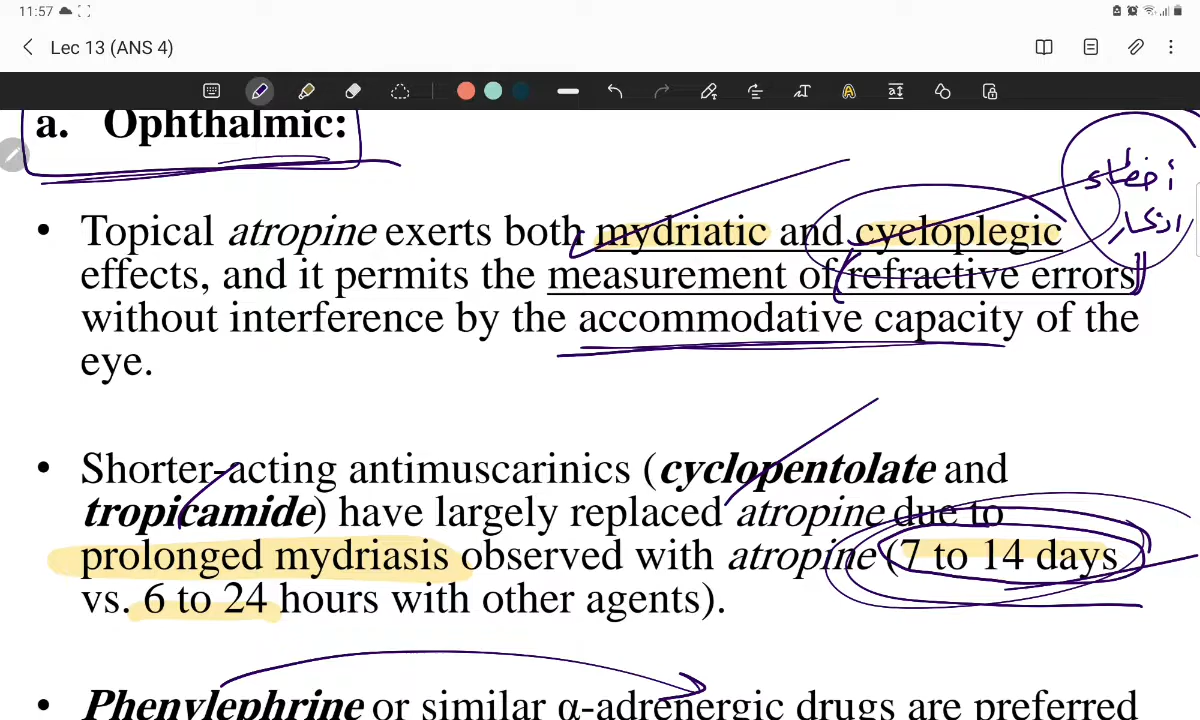 11:57
Lec 13 (ANS 4)
a. Ophthalmic:
أخطاء
انكسار
• Topical atropine exerts both mydriatic and cycloplegic
effects, and it permits the measurement of (refractive errors)
without interference by the accommodative capacity of the
eye.
• Shorter-acting antimuscarinics (cyclopentolate and
tropicamide) have largely replaced atropine due to
prolonged mydriasis observed with atropine (7 to 14 days
vs. 6 to 24 hours with other agents).
• Phenylephrine or similar α-adrenergic drugs are preferred